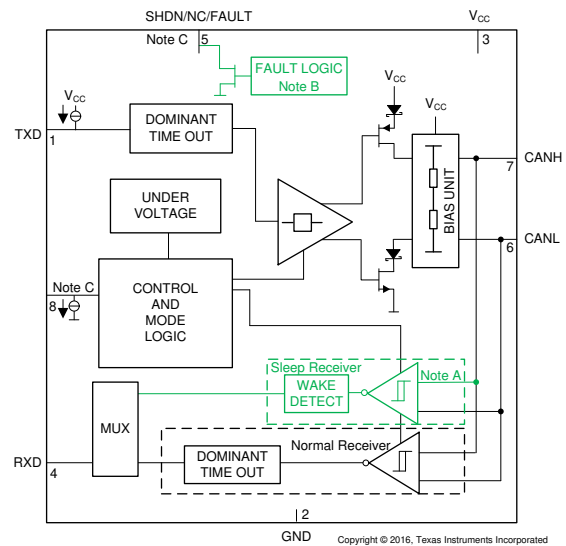 SHDN/NC/FAULT
VCC
Note C
5
3
FAULT LOGIC
Note B
VCC
VCC
VCC
TXD
1
DOMINANT
TIME OUT
CANH
7
BIAS UNIT
UNDER
VOLTAGE
CANL
6
Note C
8
CONTROL
AND
MODE
LOGIC
Sleep Receiver
Note A
WAKE
DETECT
MUX
Normal Receiver
RXD
4
DOMINANT
TIME OUT
2
GND
Copyright © 2016, Texas Instruments Incorporated